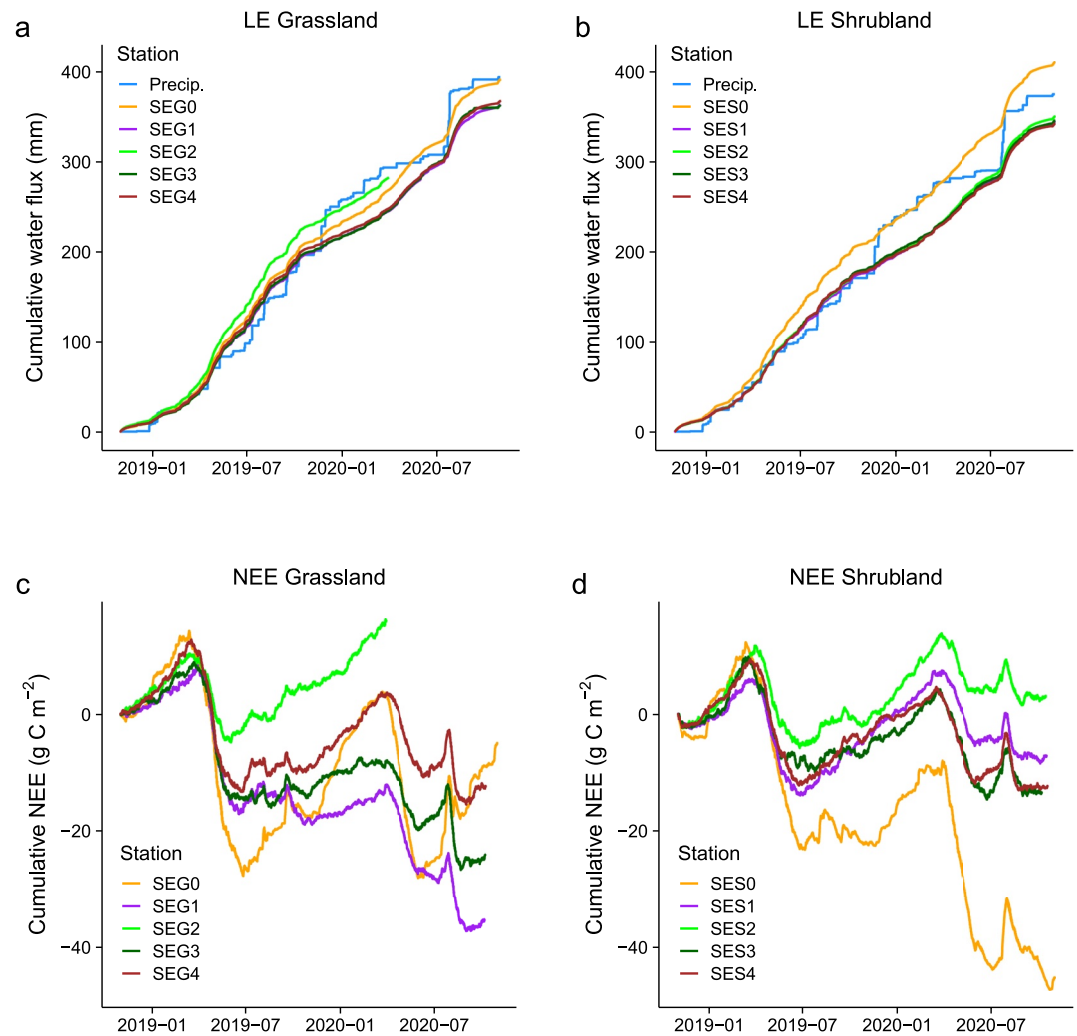 a
LE Grassland
Station
Precip.
SEG0
SEG1
SEG2
SEG3
SEG4
Cumulative water flux (mm)
400
300
200
100
0
2019−01
2019−07
2020−01
2020−07
b
LE Shrubland
Station
Precip.
SES0
SES1
SES2
SES3
SES4
Cumulative water flux (mm)
400
300
200
100
0
2019−01
2019−07
2020−01
2020−07
c
NEE Grassland
Cumulative NEE (g C m−2)
0
−20
−40
Station
SEG0
SEG1
SEG2
SEG3
SEG4
2019−01
2019−07
2020−01
2020−07
d
NEE Shrubland
Cumulative NEE (g C m−2)
0
−20
−40
Station
SES0
SES1
SES2
SES3
SES4
2019−01
2019−07
2020−01
2020−07